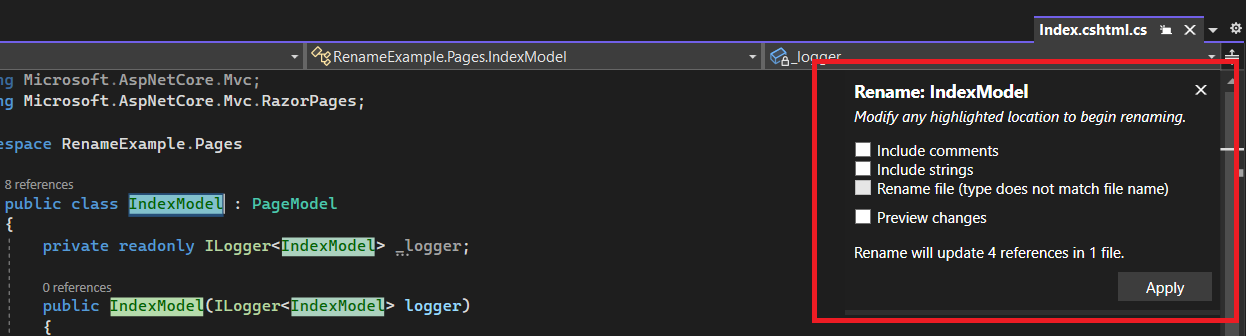 Index.cshtml.cs
RenameExample.Pages.IndexModel
_logger
ng Microsoft.AspNetCore.Mvc;
ng Microsoft.AspNetCore.Mvc.RazorPages;
espace RenameExample.Pages
8 references
public class IndexModel : PageModel
{
private readonly ILogger<IndexModel> _logger;
0 references
public IndexModel(ILogger<IndexModel> logger)
{
Rename: IndexModel
Modify any highlighted location to begin renaming.
Include comments
Include strings
Rename file (type does not match file name)
Preview changes
Rename will update 4 references in 1 file.
Apply